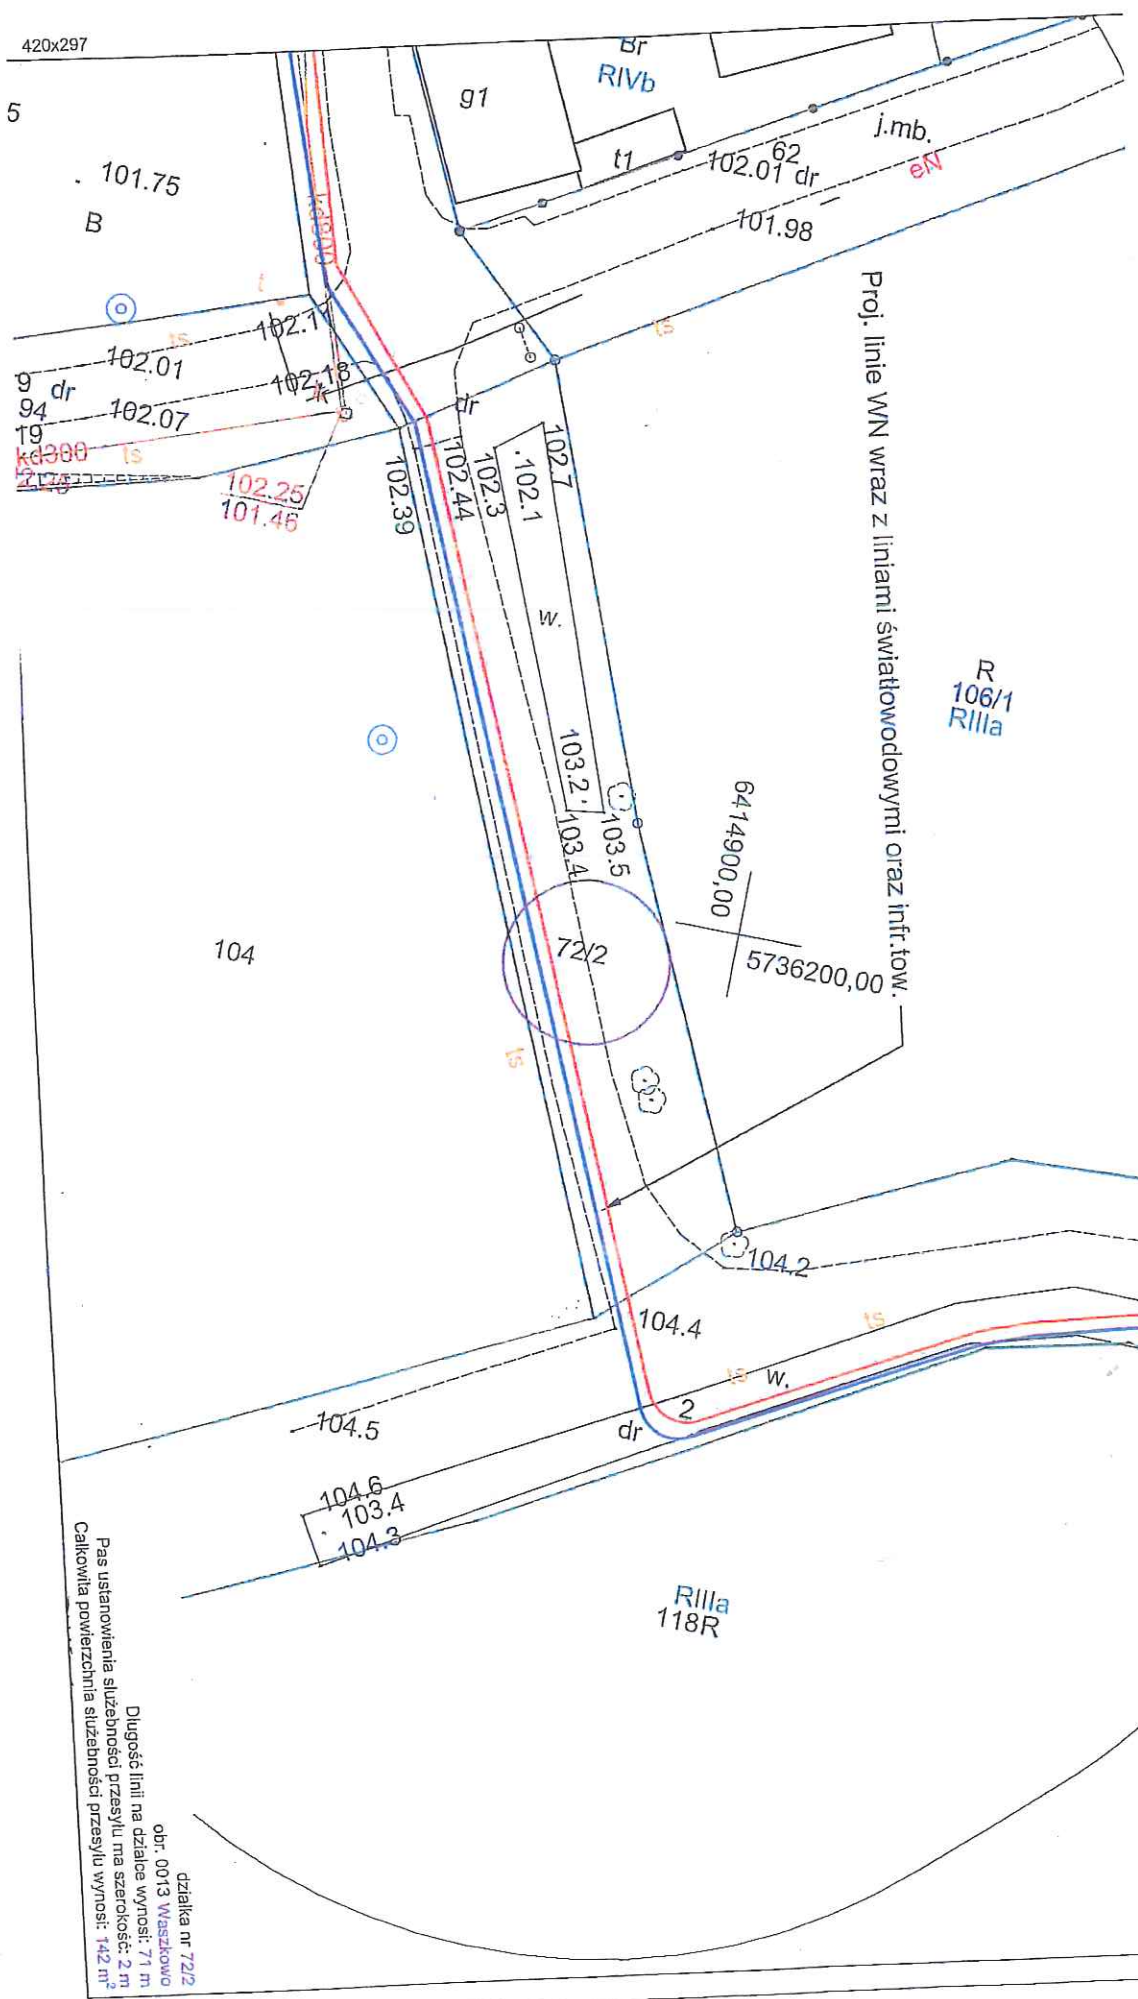 420x297
5
101.75
B
g1
Br
RIVb
t1
62
102.01 dr
j.mb.
eN
101.98
kd300
t
ts
102.11
102.01
102.18
9 dr
94
102.07
19
kd300
ts
102.25
101.46
dr
ts
102.39
102.44
102.3
.102.1
102.7
w.
103.2
103.4
103.5
Proj. linie WN wraz z liniami światłowodowymi oraz infr.tow.
R
106/1
RIIIa
6414900,00
5736200,00
104
72/2
ts
104.2
104.4
ts
ts
w.
2
dr
104.5
104.6
103.4
104.3
RIIIa
118R
działka nr 72/2
obr. 0013 Waszkowo
Długość linii na działce wynosi: 71 m
Pas ustanowienia służebności przesyłu ma szerokość: 2 m
Całkowita powierzchnia służebności przesyłu wynosi: 142 m²